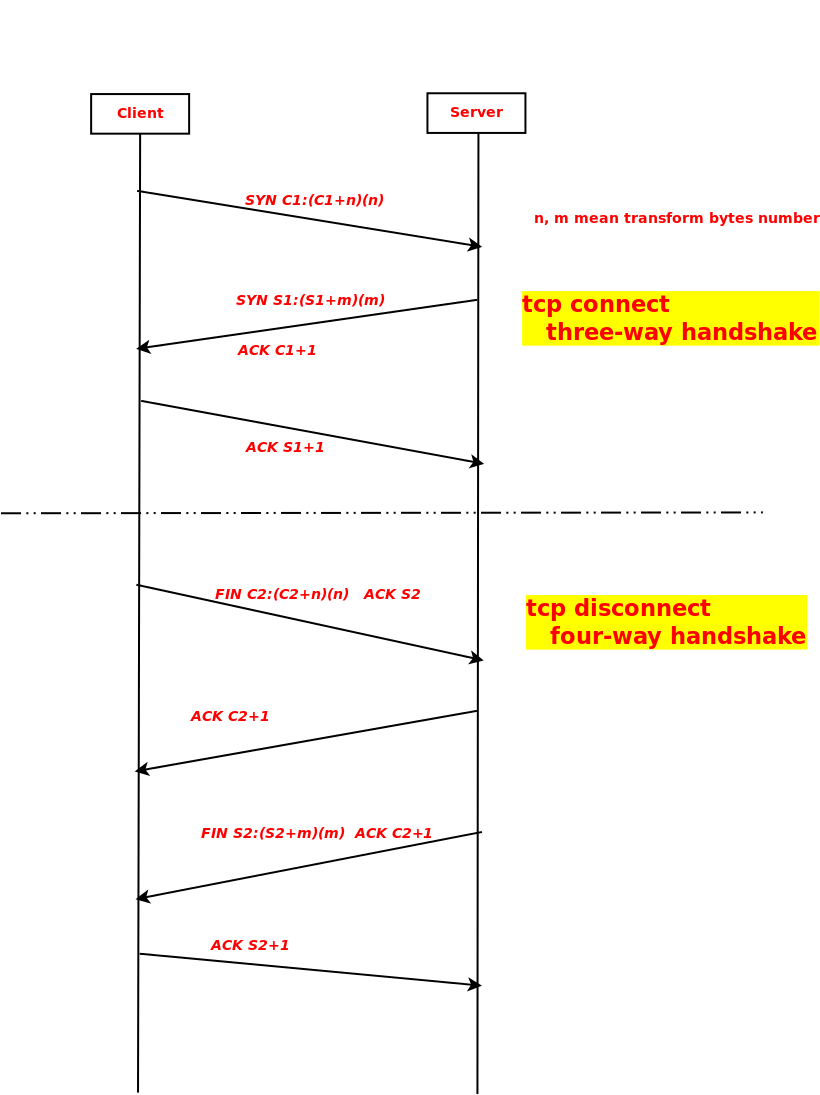 Client
Server
SYN C1:(C1+n)(n)
n, m mean transform bytes number
SYN S1:(S1+m)(m)
tcp connect
three-way handshake
ACK C1+1
ACK S1+1
FIN C2:(C2+n)(n) ACK S2
tcp disconnect
four-way handshake
ACK C2+1
FIN S2:(S2+m)(m) ACK C2+1
ACK S2+1